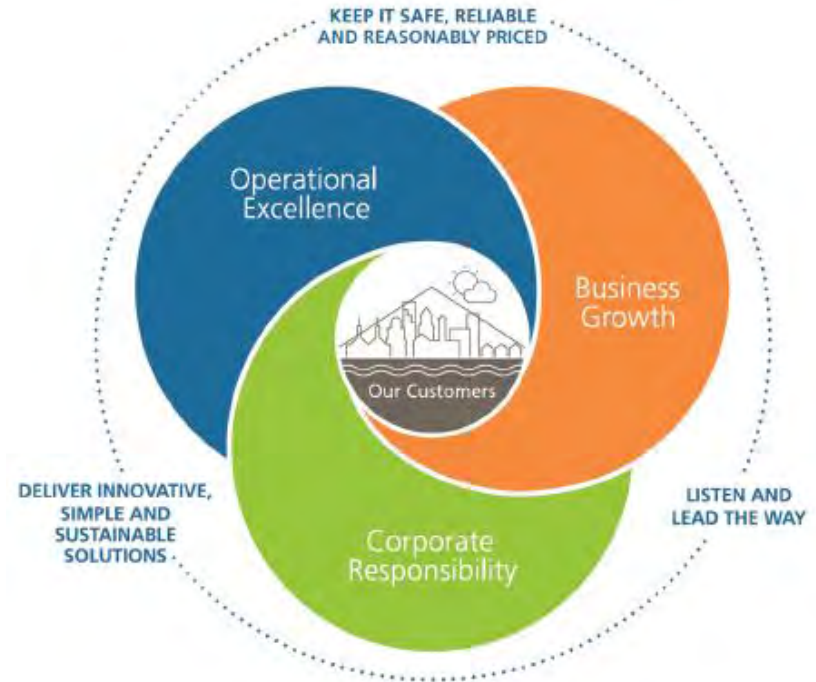 KEEP IT SAFE, RELIABLE
AND REASONABLY PRICED
Operational
Excellence
Business
Growth
Our Customers
DELIVER INNOVATIVE,
SIMPLE AND
SUSTAINABLE
SOLUTIONS
LISTEN AND
LEAD THE WAY
Corporate
Responsibility